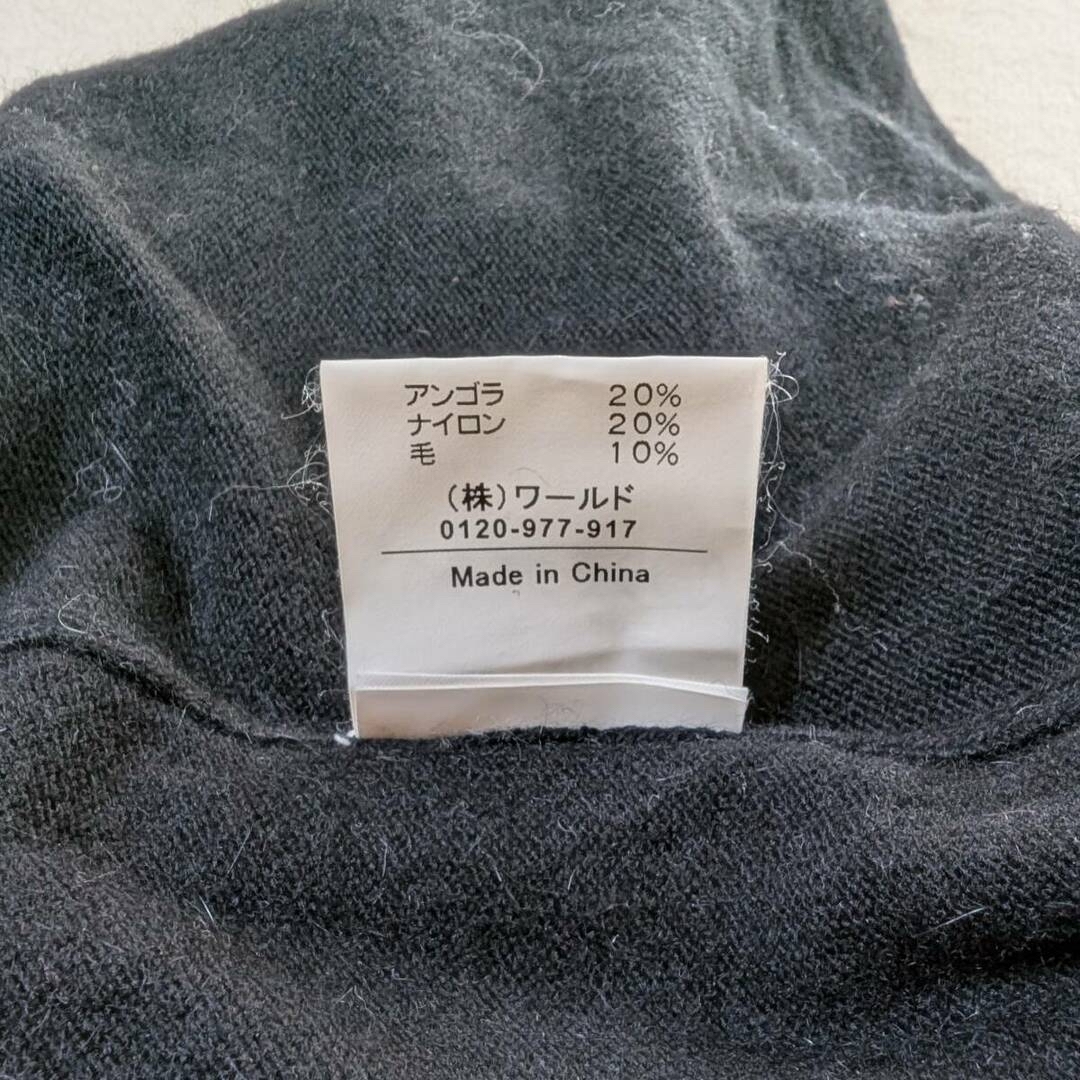 アンゴラ 20%
ナイロン 20%
毛 10%
(株)ワールド
0120-977-917
Made in China